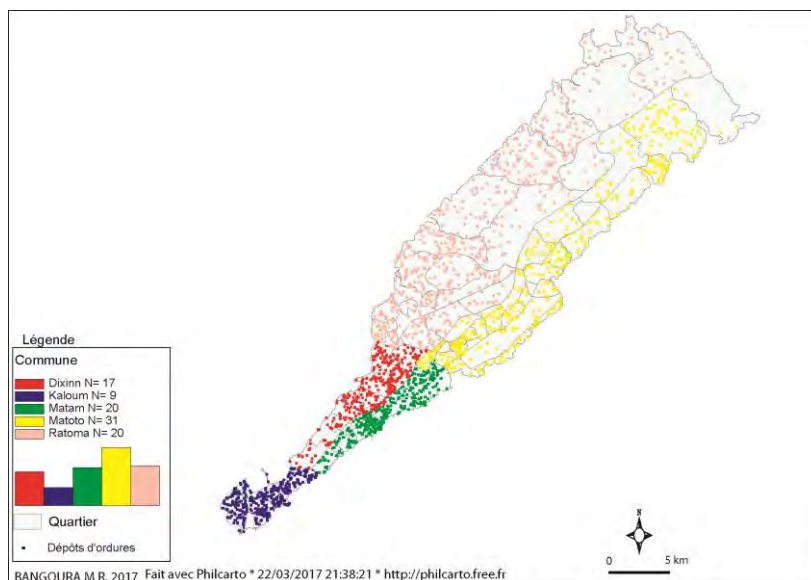 N
5 km
0
Légende
Commune
Dixinn N= 17
Kaloum N= 9
Matam N= 20
Matoto N= 31
Ratoma N= 20
Quartier
Dépôts d'ordures
BANGOURA M R, 2017 Fait avec Philcarto * 22/03/2017 21:38:21 * http://philcarto.free.fr